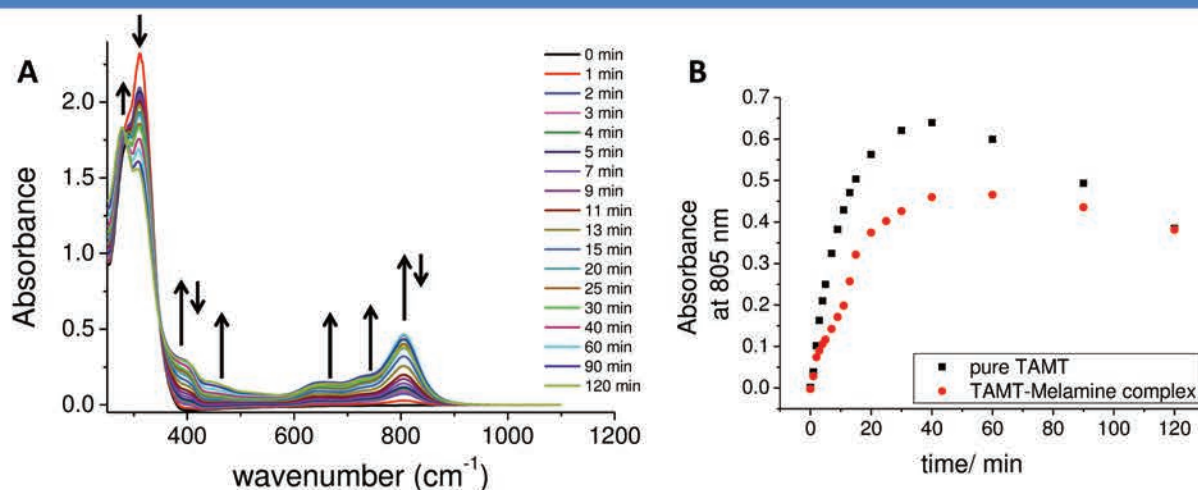 A
Absorbance
2.0
1.5
1.0
0.5
0.0
400
600
800
1000
1200
wavenumber (cm⁻¹)
0 min
1 min
2 min
3 min
4 min
5 min
7 min
9 min
11 min
13 min
15 min
20 min
25 min
30 min
40 min
60 min
90 min
120 min
B
Absorbance
at 805 nm
0.7
0.6
0.5
0.4
0.3
0.2
0.1
0.0
0
20
40
60
80
100
120
time/ min
pure TAMT
TAMT-Melamine complex